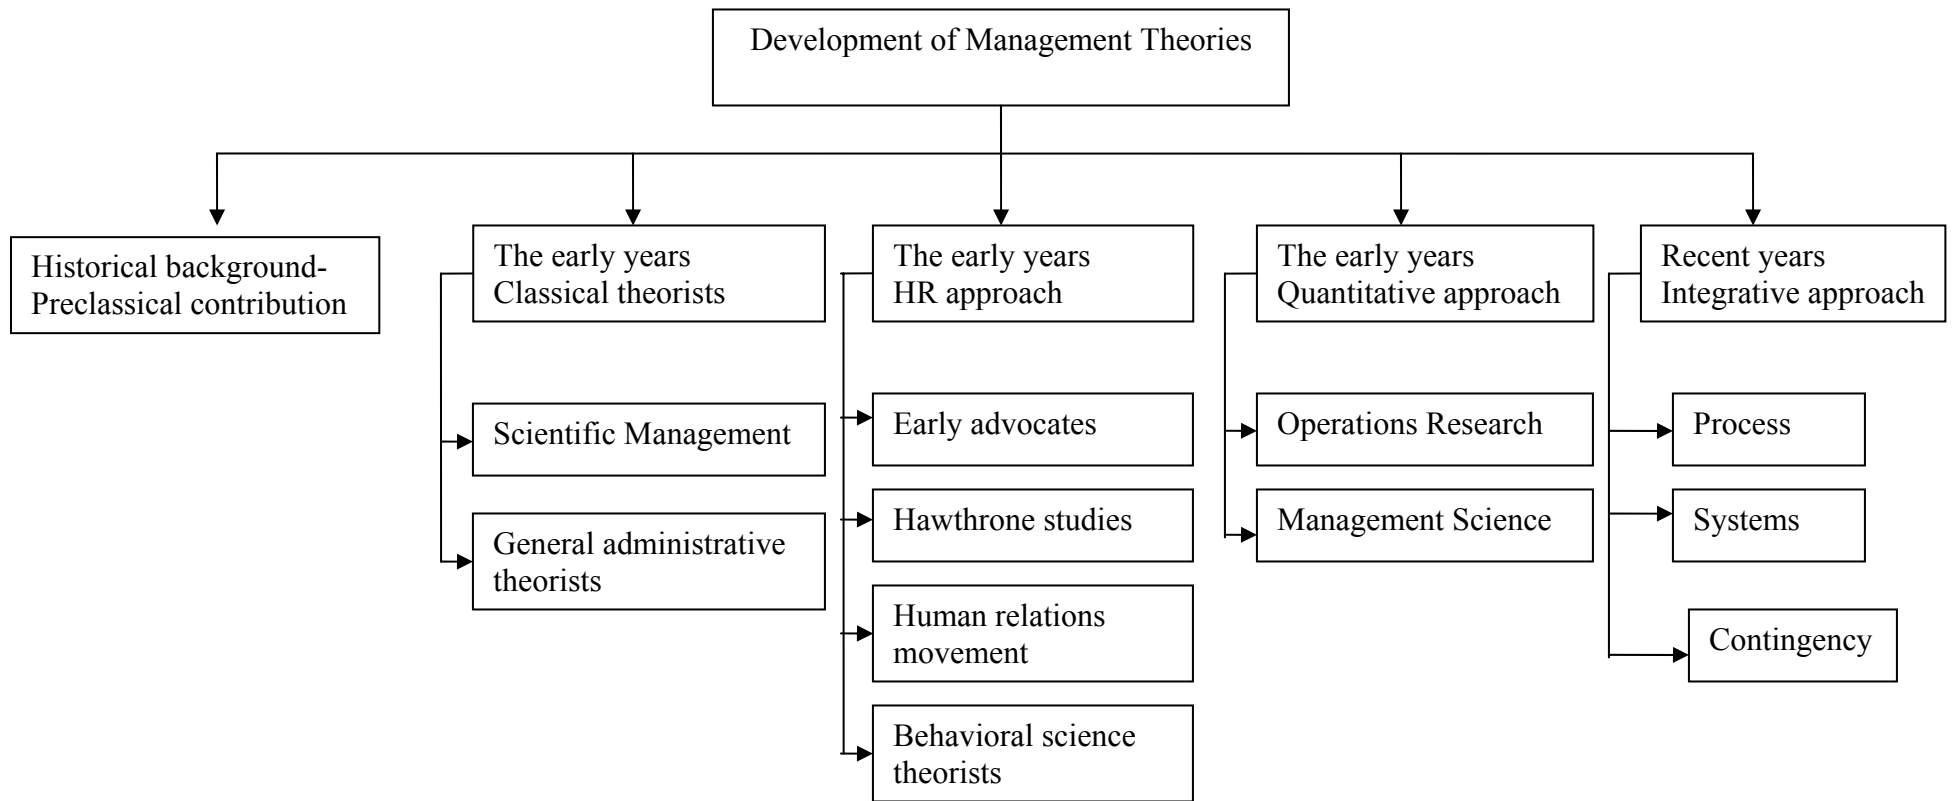 Development of Management Theories
Historical background-
Preclassical contribution
The early years
Classical theorists
Scientific Management
General administrative
theorists
The early years
HR approach
Early advocates
Hawthrone studies
Human relations
movement
Behavioral science
theorists
The early years
Quantitative approach
Operations Research
Management Science
Recent years
Integrative approach
Process
Systems
Contingency